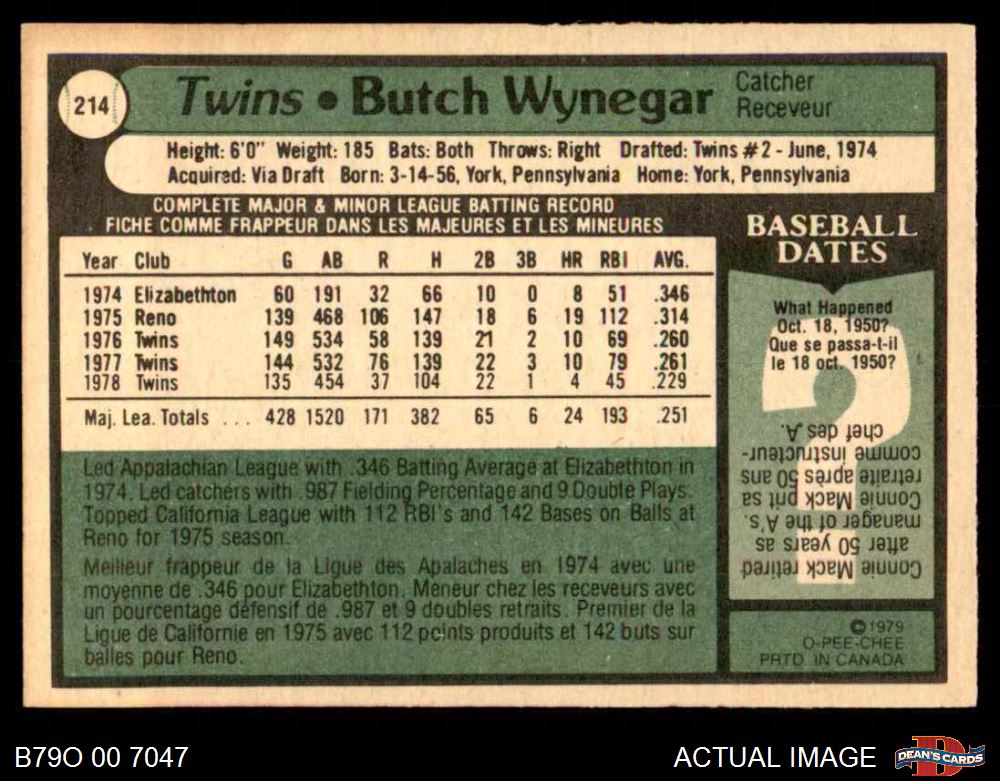 214
Twins • Butch Wynegar
Catcher
Receveur
Height: 6'0" Weight: 185 Bats: Both Throws: Right Drafted: Twins #2 - June, 1974
Acquired: Via Draft Born: 3-14-56, York, Pennsylvania Home: York, Pennsylvania
COMPLETE MAJOR & MINOR LEAGUE BATTING RECORD
FICHE COMME FRAPPEUR DANS LES MAJEURES ET LES MINEURES
Year Club G AB R H 2B 3B HR RBI AVG.
1974 Elizabethton 60 191 32 66 10 0 8 51 .346
1975 Reno 139 468 106 147 18 6 19 112 .314
1976 Twins 149 534 58 139 21 2 10 69 .260
1977 Twins 144 532 76 139 22 3 10 79 .261
1978 Twins 135 454 37 104 22 1 4 45 .229
Maj. Lea. Totals ... 428 1520 171 382 65 6 24 193 .251
Led Appalachian League with .346 Batting Average at Elizabethton in
1974. Led catchers with .987 Fielding Percentage and 9 Double Plays.
Topped California League with 112 RBI's and 142 Bases on Balls at
Reno for 1975 season.
Meilleur frappeur de la Ligue des Apalaches en 1974 avec une
moyenne de .346 pour Elizabethton. Meneur chez les receveurs avec
un pourcentage défensif de .987 et 9 doubles retraits. Premier de la
Ligue de Californie en 1975 avec 112 points produits et 142 buts sur
balles pour Reno.
BASEBALL
DATES
What Happened
Oct. 18, 1950?
Que se passa-t-il
le 18 oct. 1950?
Connie Mack retired
after 50 years as
manager of the A's.
Connie Mack prit sa
retraite après 50 ans
comme instructeur-
chef des A.
©1979
O-PEE-CHEE
PRTD. IN CANADA
B79O 00 7047
ACTUAL IMAGE
DEAN'S CARDS